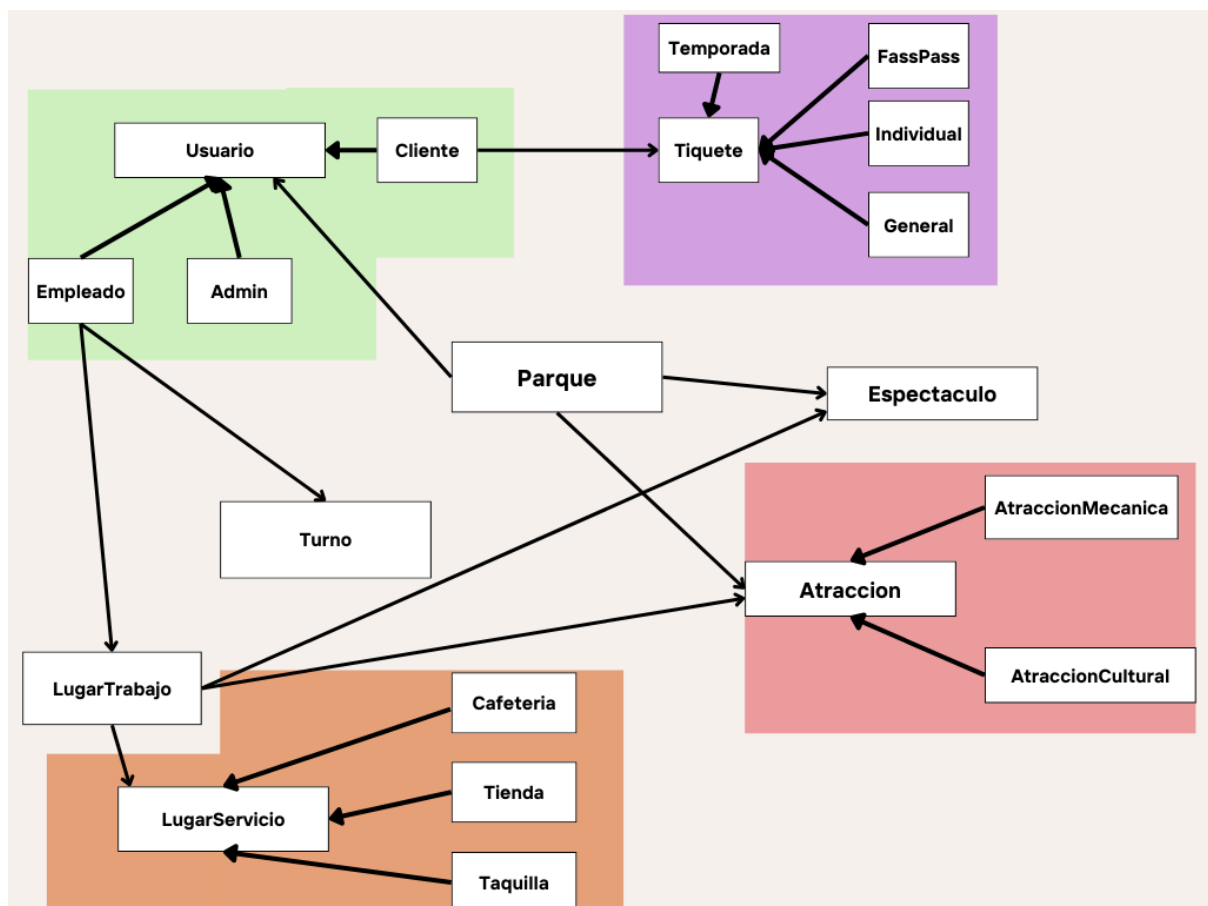 Temporada
FassPass
Usuario
Cliente
Tiquete
Individual
General
Empleado
Admin
Parque
Espectaculo
AtraccionMecanica
Turno
Atraccion
LugarTrabajo
AtraccionCultural
Cafeteria
Tienda
LugarServicio
Taquilla